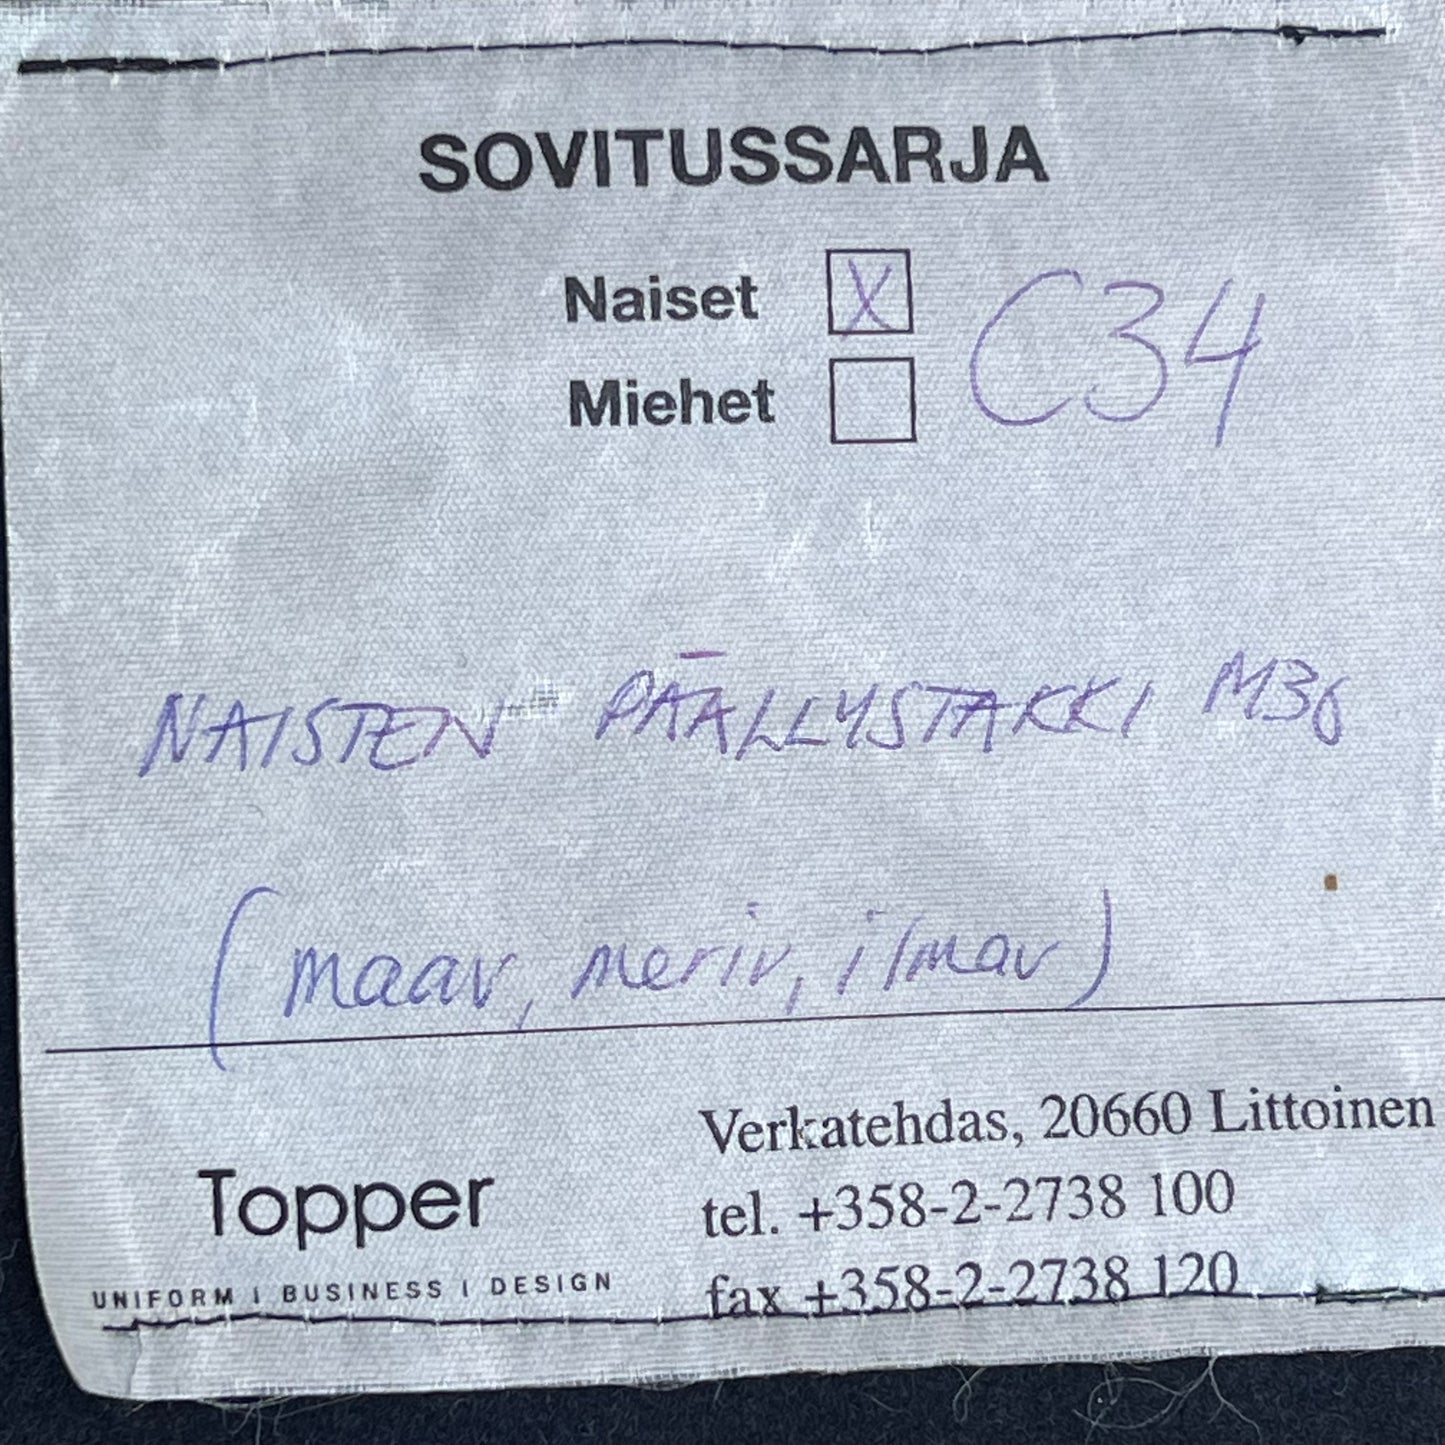 SOVITUSSARJA
Naiset X C34
Miehet
NAISTEN PÄÄLLYSTAKKI M36
(maav, meriv, ilmav)
Verkatehdas, 20660 Littoinen
Topper tel. +358-2-2738 100
UNIFORM | BUSINESS | DESIGN fax +358-2-2738 120